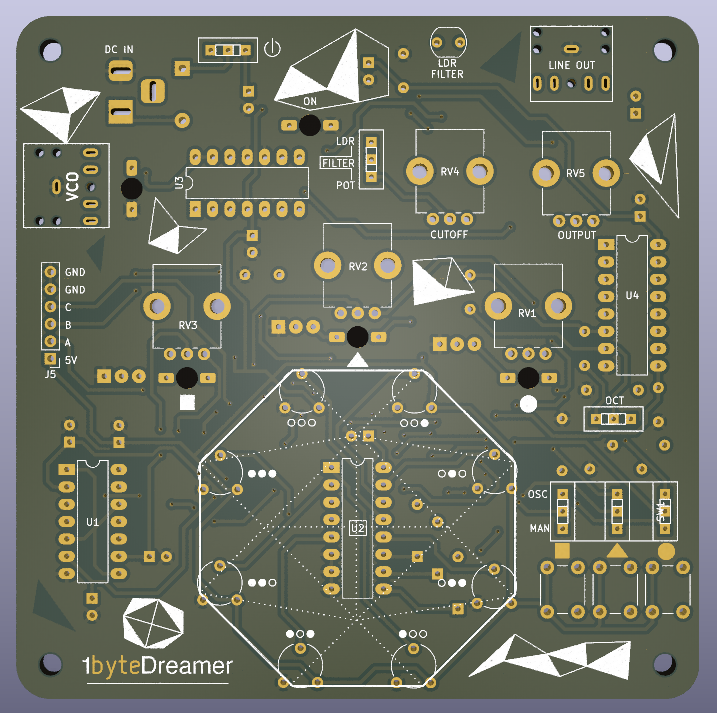 DC IN
ON
LDR
FILTER
LINE OUT
VCO
U3
LDR
FILTER
POT
RV4
RV5
CUTOFF
OUTPUT
GND
GND
C
B
A
5V
J5
RV2
RV3
RV1
U4
OCT
U1
U2
OSC
MAN
1byteDreamer